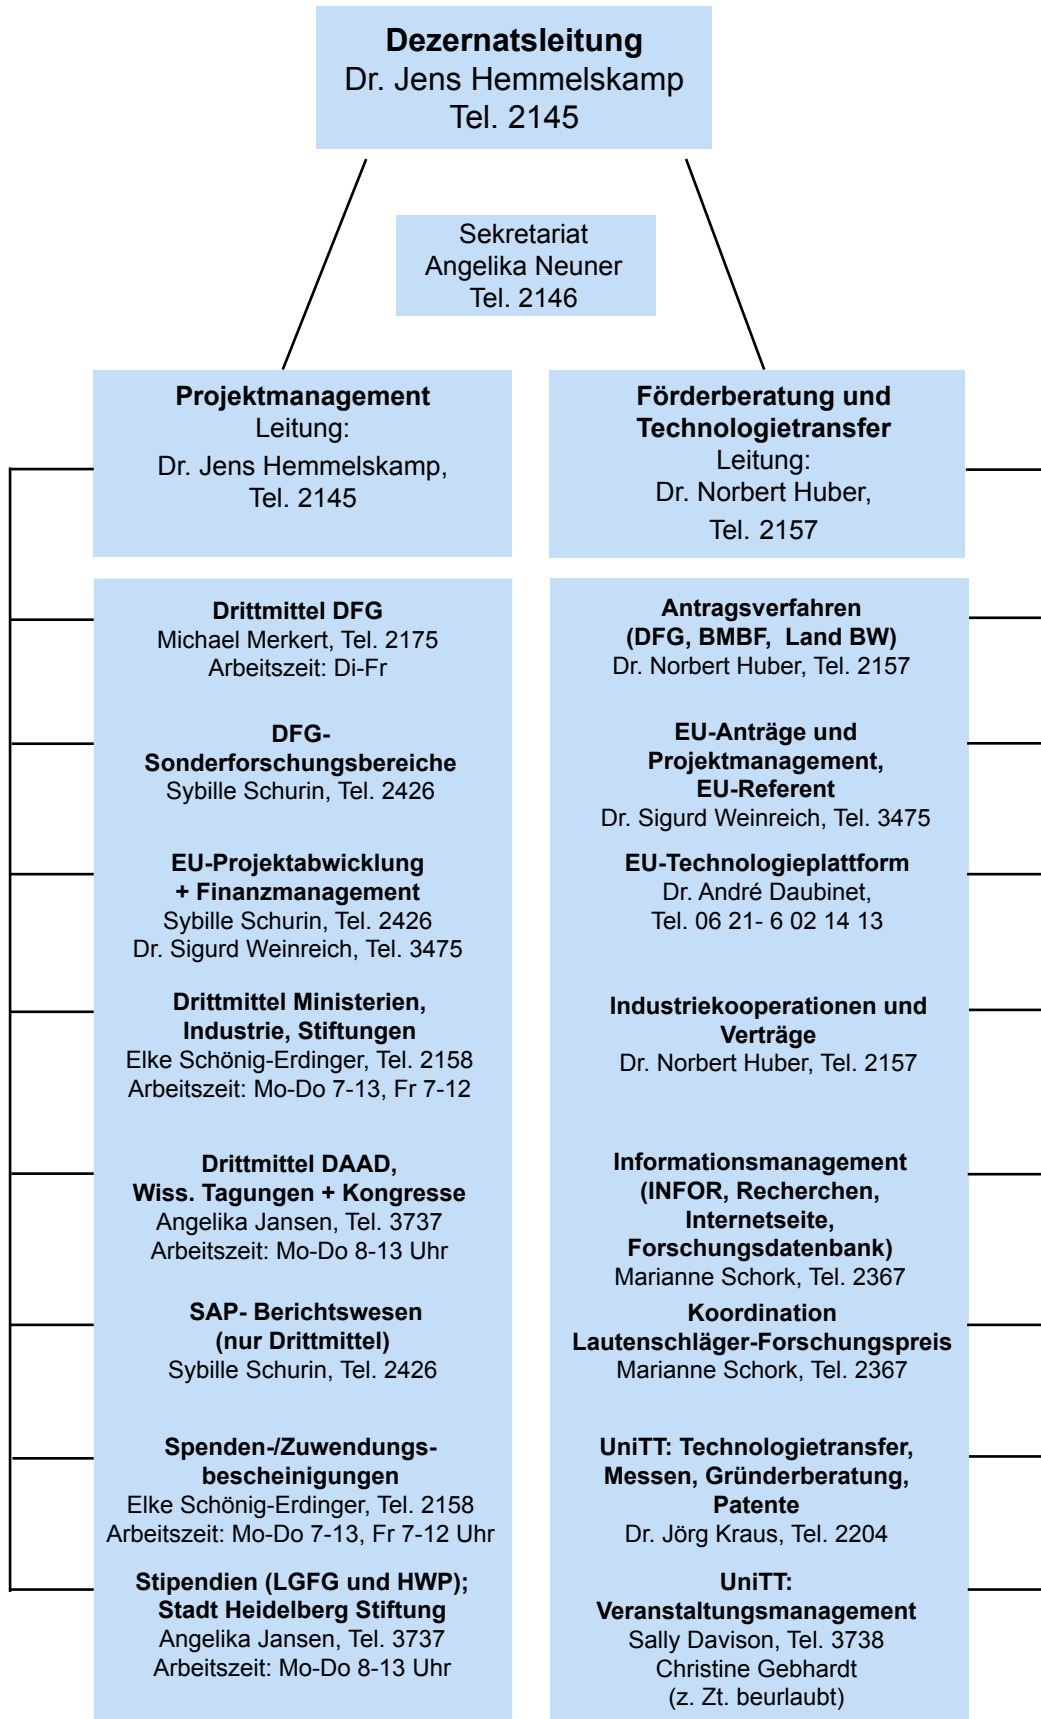 Dezernatsleitung
Dr. Jens Hemmelskamp
Tel. 2145
Sekretariat
Angelika Neuner
Tel. 2146
Projektmanagement
Leitung:
Dr. Jens Hemmelskamp,
Tel. 2145
Drittmittel DFG
Michael Merkert, Tel. 2175
Arbeitszeit: Di-Fr
DFG-
Sonderforschungsbereiche
Sybille Schurin, Tel. 2426
EU-Projektabwicklung
+ Finanzmanagement
Sybille Schurin, Tel. 2426
Dr. Sigurd Weinreich, Tel. 3475
Drittmittel Ministerien,
Industrie, Stiftungen
Elke Schönig-Erdinger, Tel. 2158
Arbeitszeit: Mo-Do 7-13, Fr 7-12
Drittmittel DAAD,
Wiss. Tagungen + Kongresse
Angelika Jansen, Tel. 3737
Arbeitszeit: Mo-Do 8-13 Uhr
SAP- Berichtswesen
(nur Drittmittel)
Sybille Schurin, Tel. 2426
Spenden-/Zuwendungs-
bescheinigungen
Elke Schönig-Erdinger, Tel. 2158
Arbeitszeit: Mo-Do 7-13, Fr 7-12 Uhr
Stipendien (LGFG und HWP);
Stadt Heidelberg Stiftung
Angelika Jansen, Tel. 3737
Arbeitszeit: Mo-Do 8-13 Uhr
Förderberatung und
Technologietransfer
Leitung:
Dr. Norbert Huber,
Tel. 2157
Antragsverfahren
(DFG, BMBF,  Land BW)
Dr. Norbert Huber, Tel. 2157
EU-Anträge und
Projektmanagement,
EU-Referent
Dr. Sigurd Weinreich, Tel. 3475
EU-Technologieplattform
Dr. André Daubinet,
Tel. 06 21- 6 02 14 13
Industriekooperationen und
Verträge
Dr. Norbert Huber, Tel. 2157
Informationsmanagement
(INFOR, Recherchen,
Internetseite,
Forschungsdatenbank)
Marianne Schork, Tel. 2367
Koordination
Lautenschläger-Forschungspreis
Marianne Schork, Tel. 2367
UniTT: Technologietransfer,
Messen, Gründerberatung,
Patente
Dr. Jörg Kraus, Tel. 2204
UniTT:
Veranstaltungsmanagement
Sally Davison, Tel. 3738
Christine Gebhardt
(z. Zt. beurlaubt)